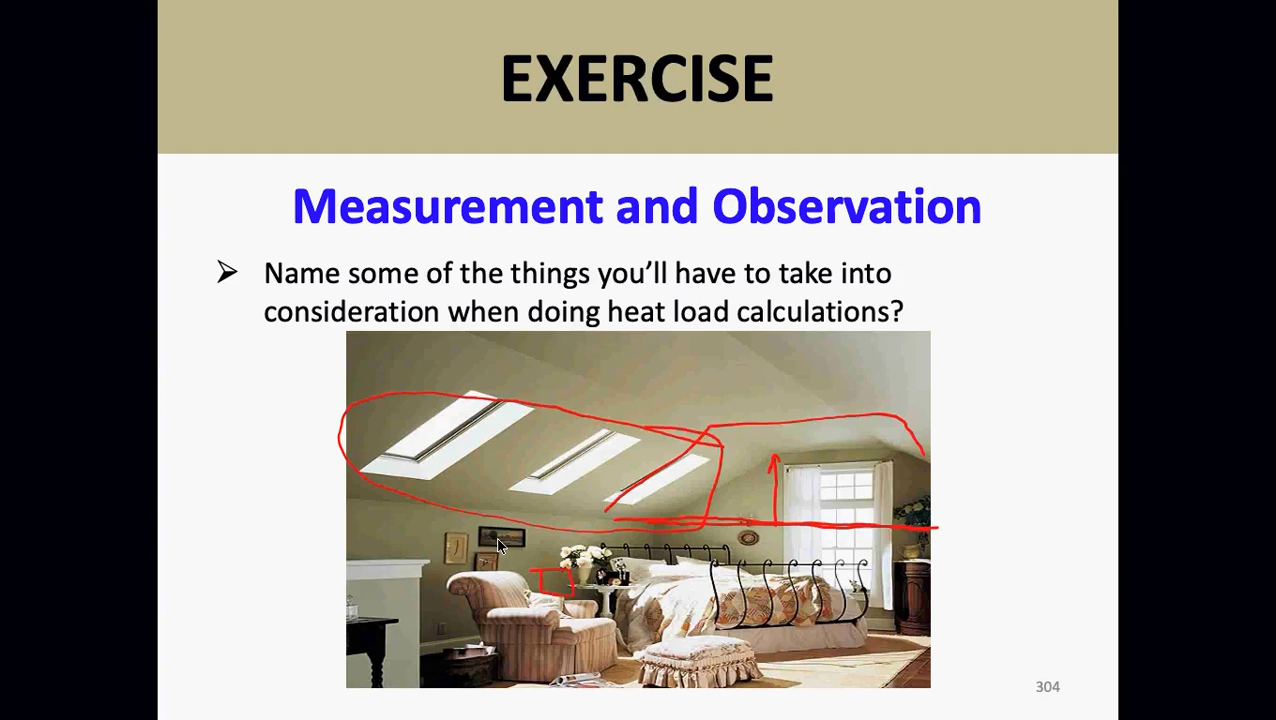 EXERCISE
Measurement and Observation
➢ Name some of the things you’ll have to take into
consideration when doing heat load calculations?
304